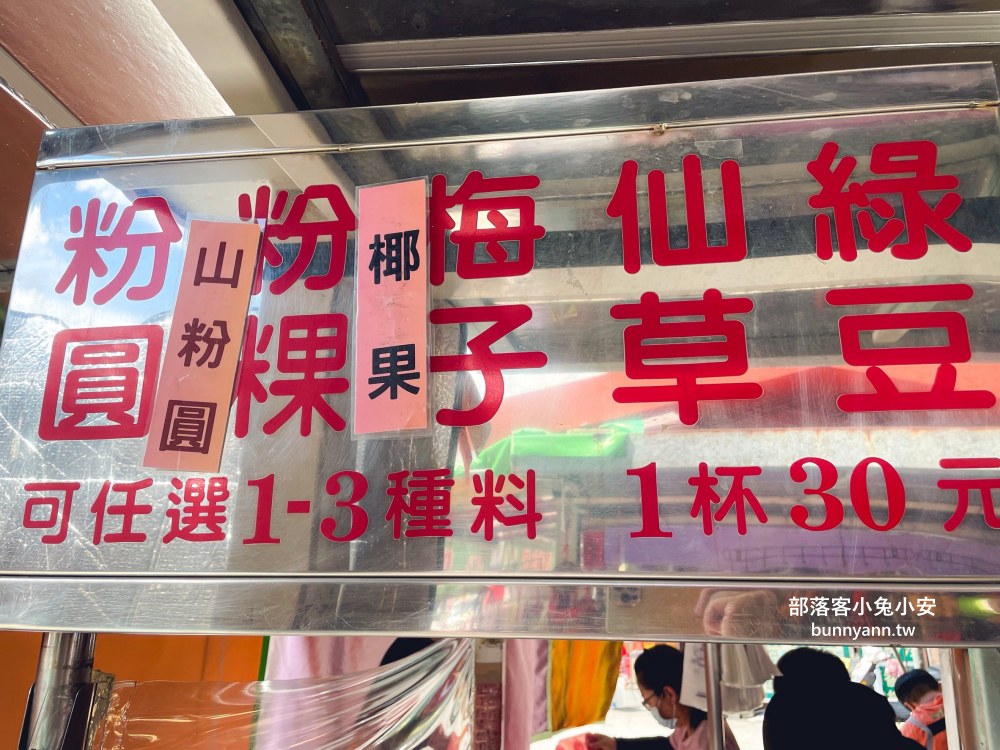 粉圓
山粉圓
粉粿
椰果
梅子
仙草
綠豆
可任選1-3種料 1杯30元
部落客小兔小安
bunnyann.tw